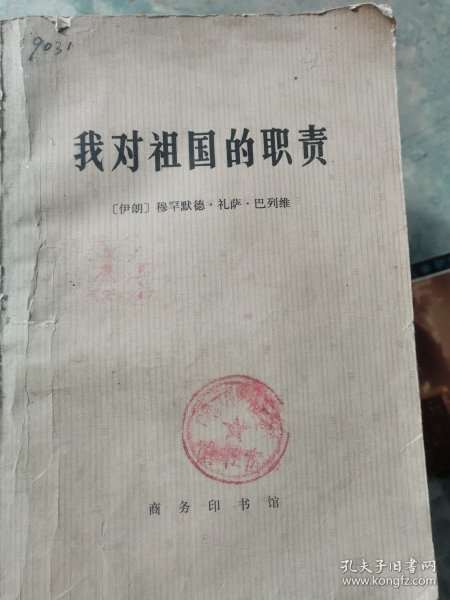 9031
我对祖国的职责
〔伊朗〕穆罕默德·礼萨·巴列维
商务印书馆
孔夫子旧书网
www.kongfz.com